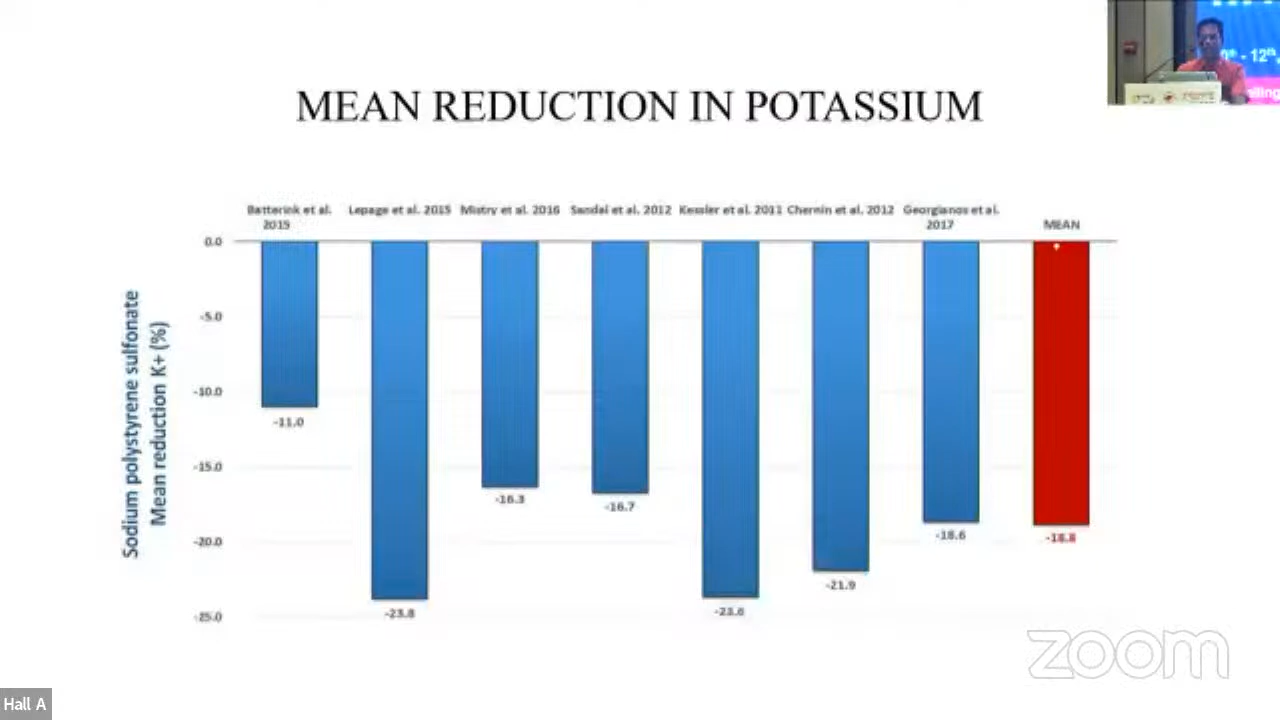 MEAN REDUCTION IN POTASSIUM
Batterink et al. 2015
Lepage et al. 2015
Mistry et al. 2016
Sandal et al. 2012
Kessler et al. 2011
Chernin et al. 2012
Georgianos et al. 2017
MEAN
Sodium polystyrene sulfonate
Mean reduction K+ (%)
0.0
-5.0
-10.0
-15.0
-20.0
-25.0
-11.0
-23.8
-16.3
-16.7
-23.6
-21.9
-18.6
-18.8
- 12th,
zoom
Hall A